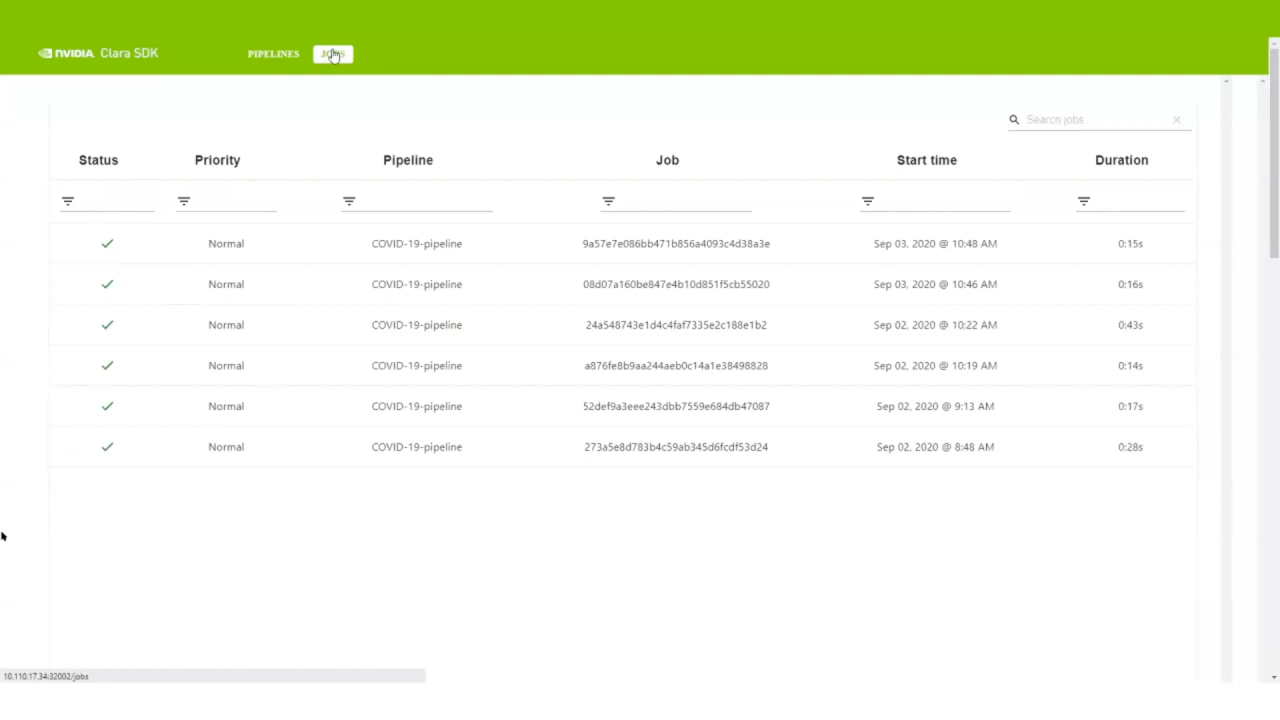 NVIDIA. Clara SDK PIPELINES
Search jobs
Status Priority Pipeline Job Start time Duration
Normal COVID-19-pipeline 9a57e7e086bb471b856a4093c4d38a3e Sep 03, 2020 @ 10:48 AM 0:15s
Normal COVID-19-pipeline 08d07a160be847e4b10d851f5cb55020 Sep 03, 2020 @ 10:46 AM 0:16s
Normal COVID-19-pipeline 24a548743e1d4c4faf7335e2c188e1b2 Sep 02, 2020 @ 10:22 AM 0:43s
Normal COVID-19-pipeline a876fe8b9aa244aeb0c14a1e38498828 Sep 02, 2020 @ 10:19 AM 0:14s
Normal COVID-19-pipeline 52def9a3eee243dbb7559e684db47087 Sep 02, 2020 @ 9:13 AM 0:17s
Normal COVID-19-pipeline 273a5e8d783b4c59ab345d6fcdf53d24 Sep 02, 2020 @ 8:48 AM 0:28s
10.110.17.34:32002/jobs